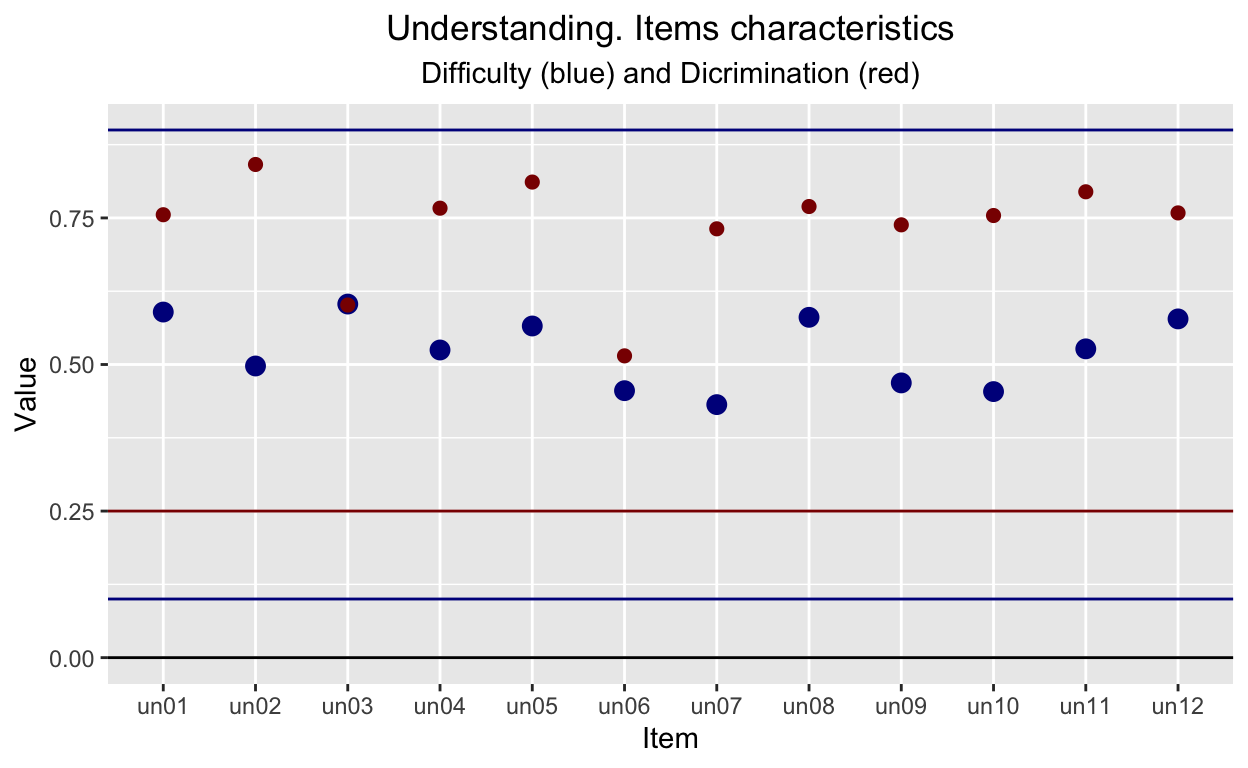 Understanding. Items characteristics
Difficulty (blue) and Dicrimination (red)
Value
0.75
0.50
0.25
0.00
un01 un02 un03 un04 un05 un06 un07 un08 un09 un10 un11 un12
Item